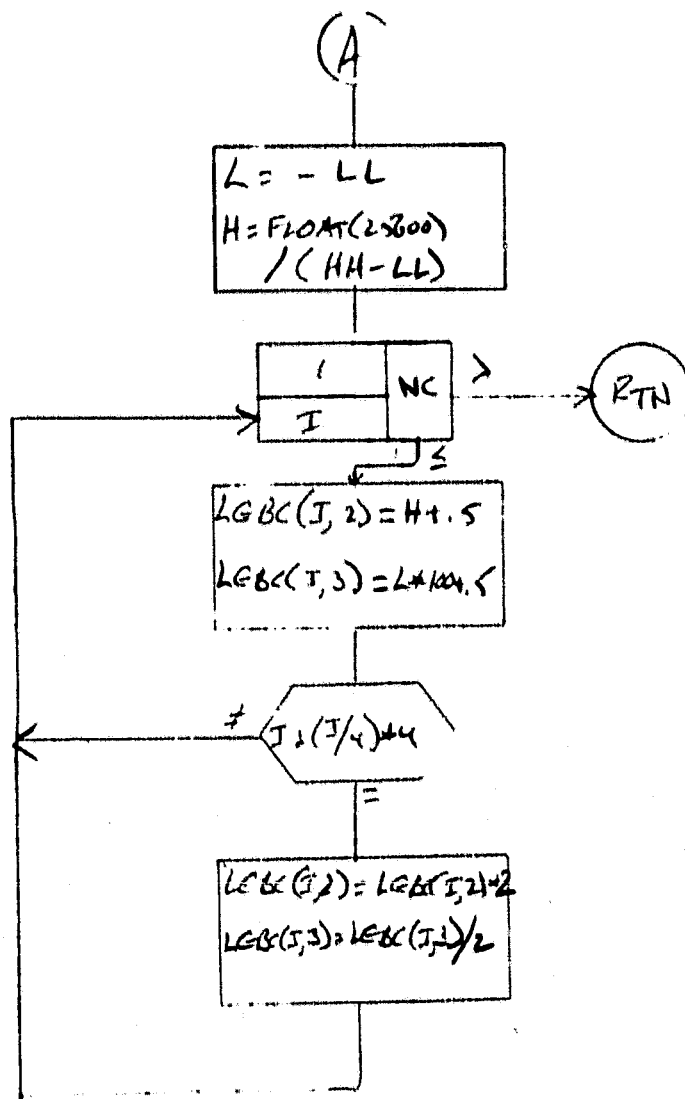 A
L = - LL
H = FLOAT(25600)
/ (HH-LL)
1
I
NC
>
RTN
≤
LGBC(I, 2) = H+.5
LGBC(I, 3) = L*100+.5
≠
I : (I/4)*4
=
LGBC(I,2) = LGBC(I,2)*2
LGBC(I,3) = LGBC(I,3)/2